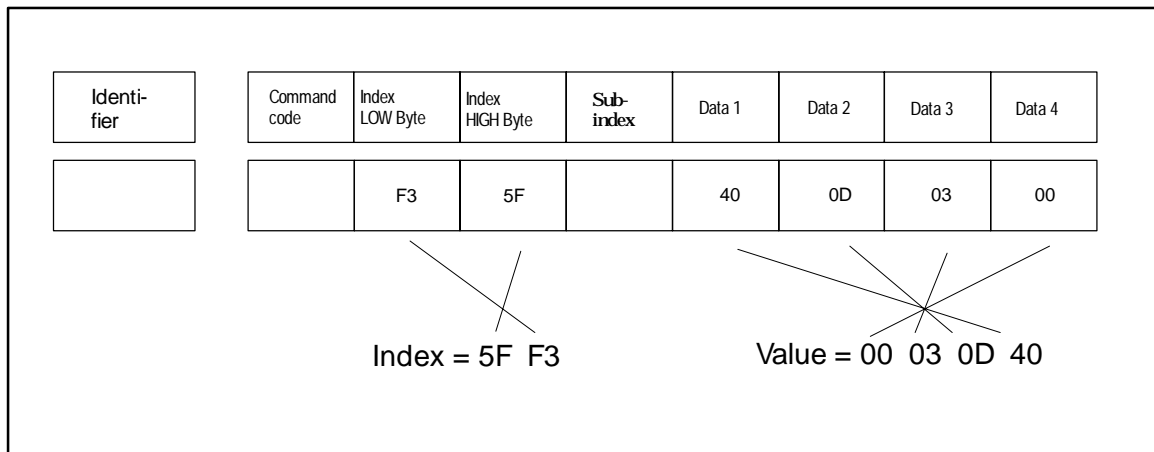 Identi-
fier
Command
code
Index
LOW Byte
Index
HIGH Byte
Sub-
index
Data 1
Data 2
Data 3
Data 4
F3
5F
40
0D
03
00
Index = 5F F3
Value = 00 03 0D 40